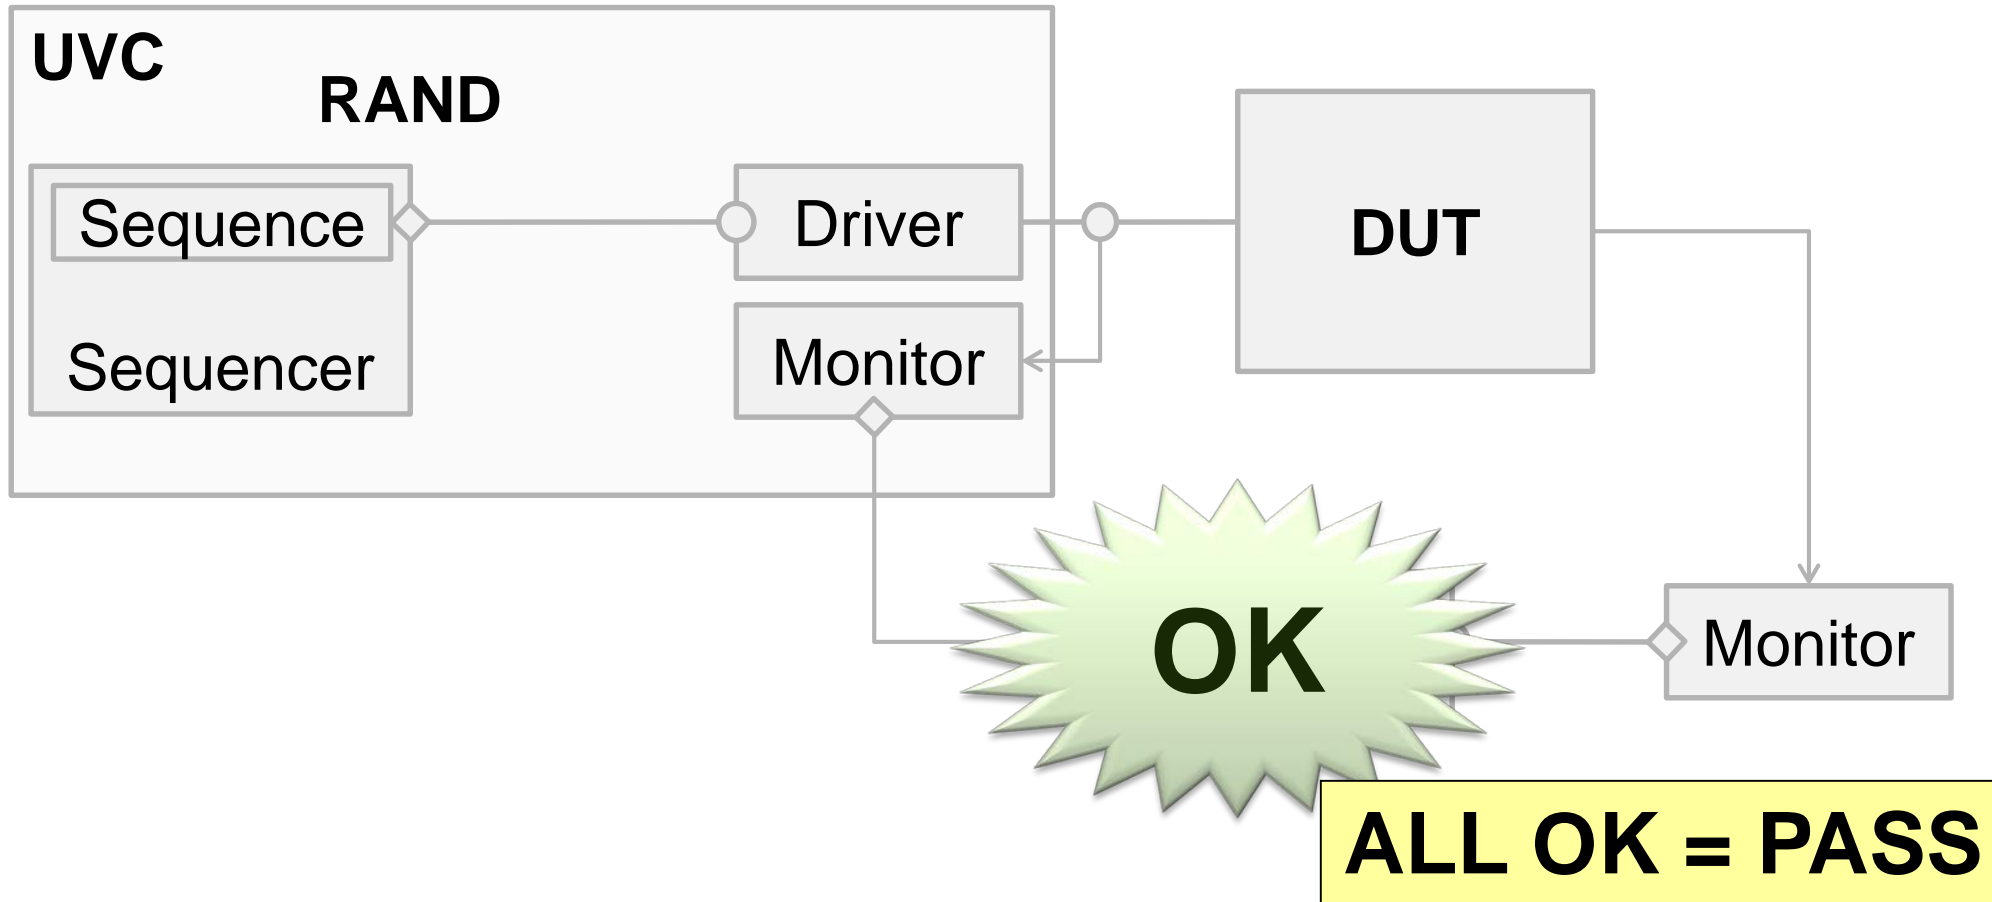 UVC
RAND
Sequence
Driver
DUT
Sequencer
Monitor
OK
Monitor
ALL OK = PASS